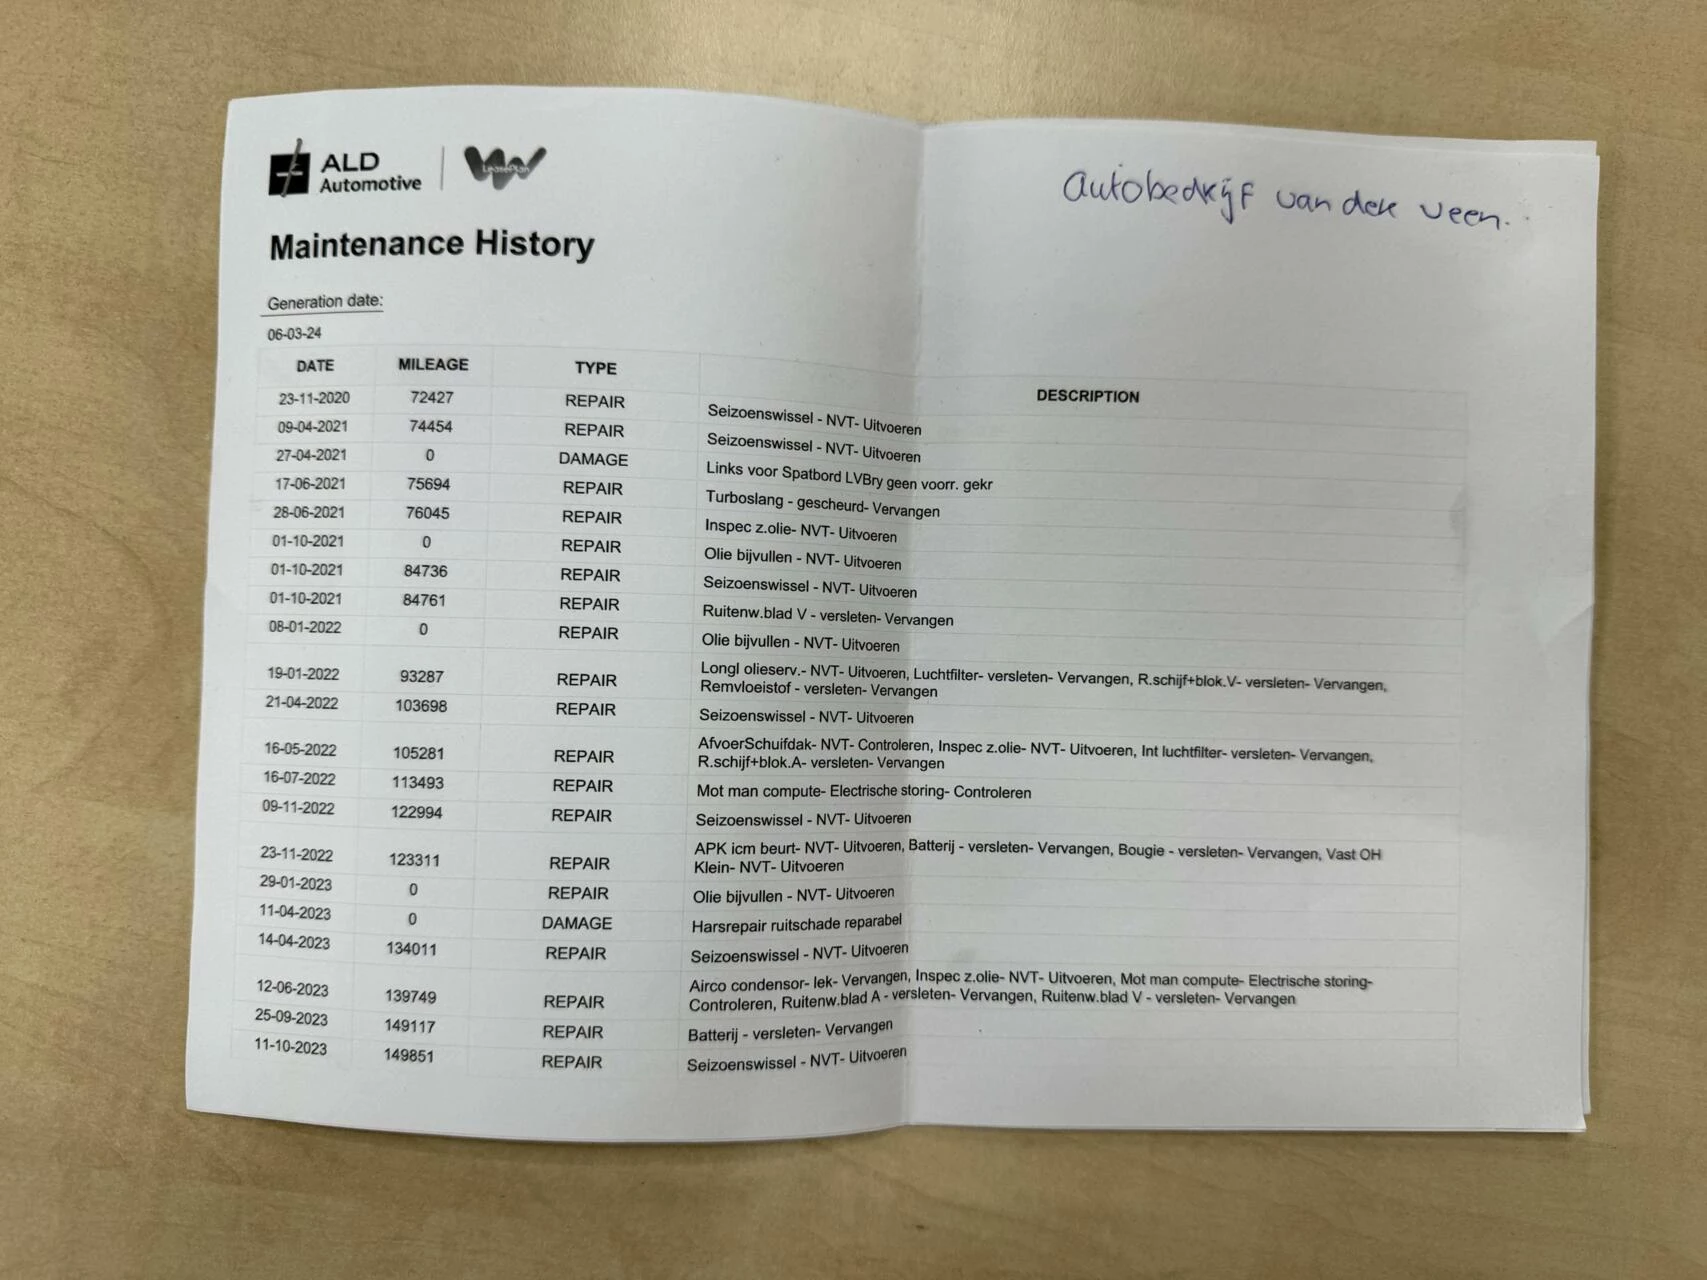 ALD
Automotive
LeasePlan
Autobedrijf van der Veen.
Maintenance History
Generation date:
06-03-24
DATE MILEAGE TYPE DESCRIPTION
23-11-2020 72427 REPAIR Seizoenswissel - NVT- Uitvoeren
09-04-2021 74454 REPAIR Seizoenswissel - NVT- Uitvoeren
27-04-2021 0 DAMAGE Links voor Spatbord LVBry geen voorr. gekr
17-06-2021 75694 REPAIR Turboslang - gescheurd- Vervangen
28-06-2021 76045 REPAIR Inspec z.olie- NVT- Uitvoeren
01-10-2021 0 REPAIR Olie bijvullen - NVT- Uitvoeren
01-10-2021 84736 REPAIR Seizoenswissel - NVT- Uitvoeren
01-10-2021 84761 REPAIR Ruitenw.blad V - versleten- Vervangen
08-01-2022 0 REPAIR Olie bijvullen - NVT- Uitvoeren
19-01-2022 93287 REPAIR Longl olieserv.- NVT- Uitvoeren, Luchtfilter- versleten- Vervangen, R.schijf+blok.V- versleten- Vervangen,
Remvloeistof - versleten- Vervangen
21-04-2022 103698 REPAIR Seizoenswissel - NVT- Uitvoeren
16-05-2022 105281 REPAIR AfvoerSchuifdak- NVT- Controleren, Inspec z.olie- NVT- Uitvoeren, Int luchtfilter- versleten- Vervangen,
R.schijf+blok.A- versleten- Vervangen
16-07-2022 113493 REPAIR Mot man compute- Electrische storing- Controleren
09-11-2022 122994 REPAIR Seizoenswissel - NVT- Uitvoeren
23-11-2022 123311 REPAIR APK icm beurt- NVT- Uitvoeren, Batterij - versleten- Vervangen, Bougie - versleten- Vervangen, Vast OH
Klein- NVT- Uitvoeren
29-01-2023 0 REPAIR Olie bijvullen - NVT- Uitvoeren
11-04-2023 0 DAMAGE Harsrepair ruitschade reparabel
14-04-2023 134011 REPAIR Seizoenswissel - NVT- Uitvoeren
12-06-2023 139749 REPAIR Airco condensor- lek- Vervangen, Inspec z.olie- NVT- Uitvoeren, Mot man compute- Electrische storing-
Controleren, Ruitenw.blad A - versleten- Vervangen, Ruitenw.blad V - versleten- Vervangen
25-09-2023 149117 REPAIR Batterij - versleten- Vervangen
11-10-2023 149851 REPAIR Seizoenswissel - NVT- Uitvoeren